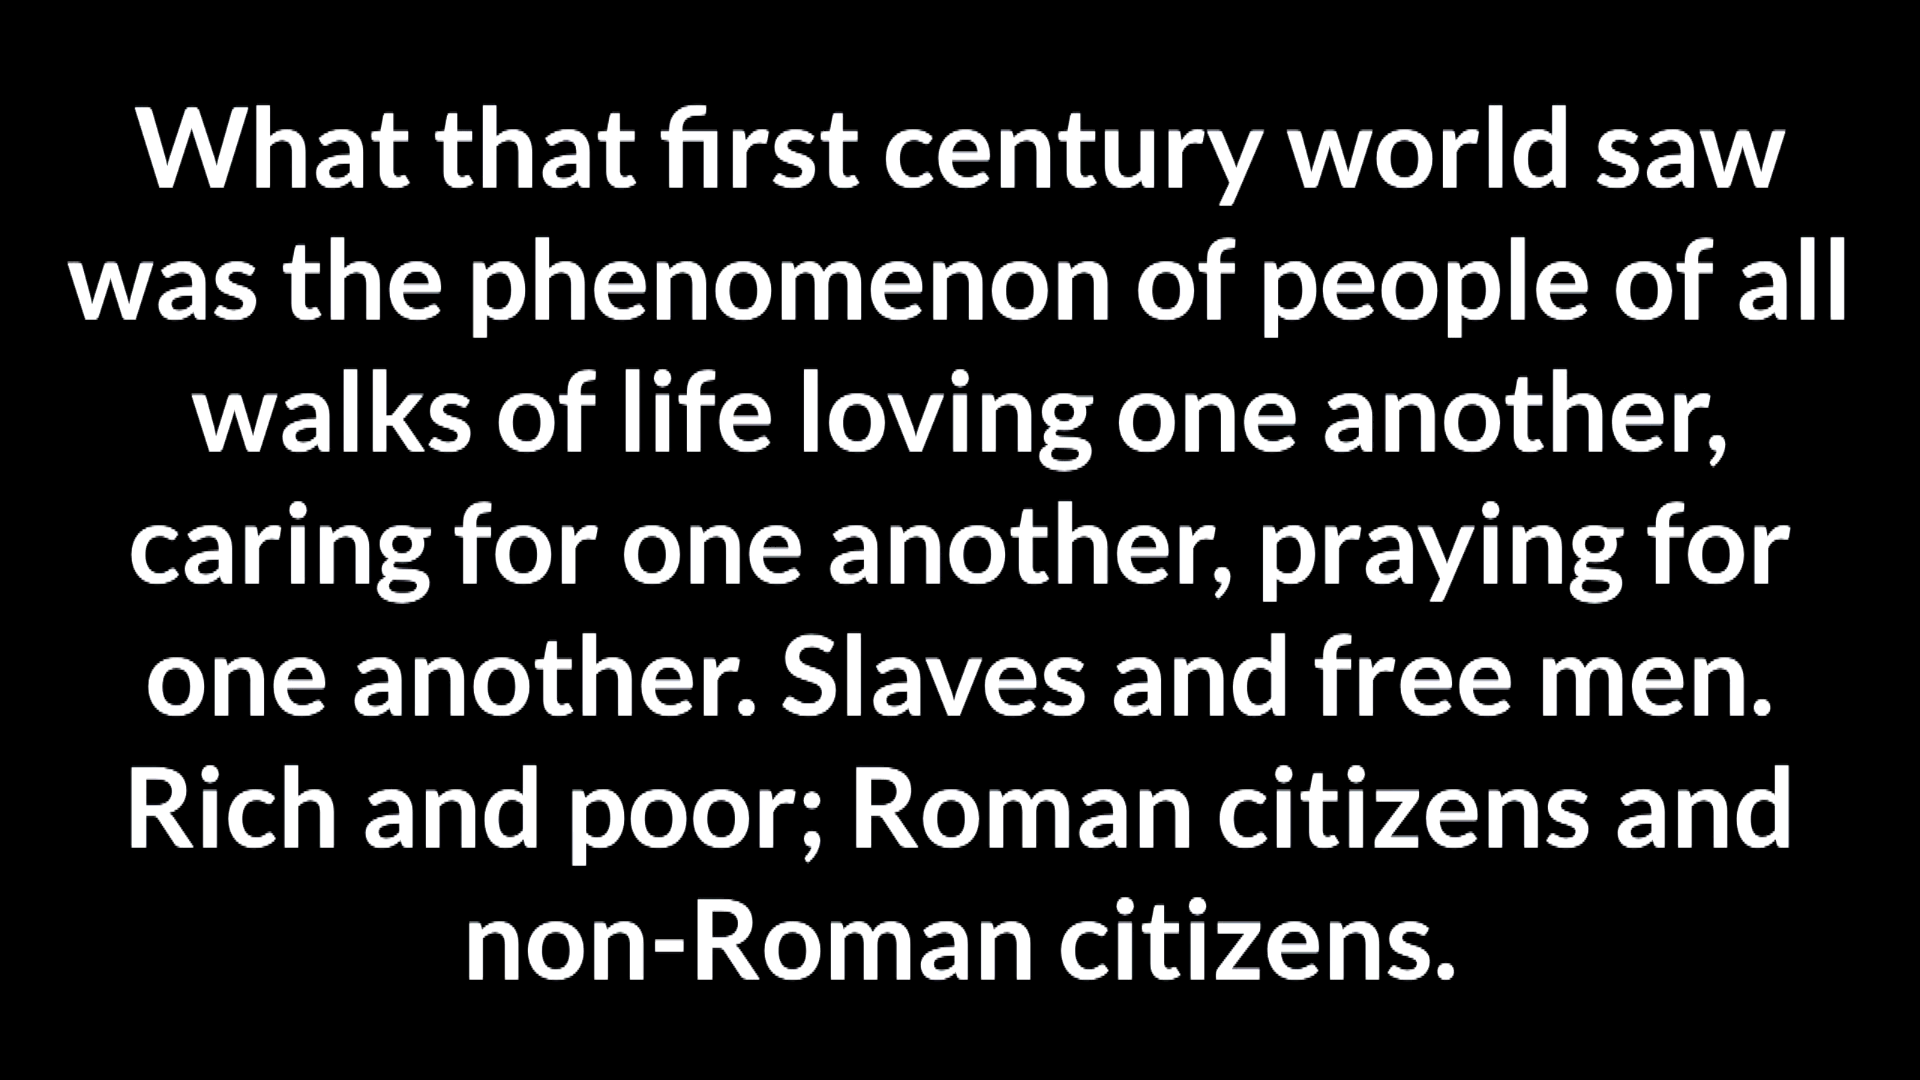 What that first century world saw
was the phenomenon of people of all
walks of life loving one another,
caring for one another, praying for
one another. Slaves and free men.
Rich and poor; Roman citizens and
non-Roman citizens.